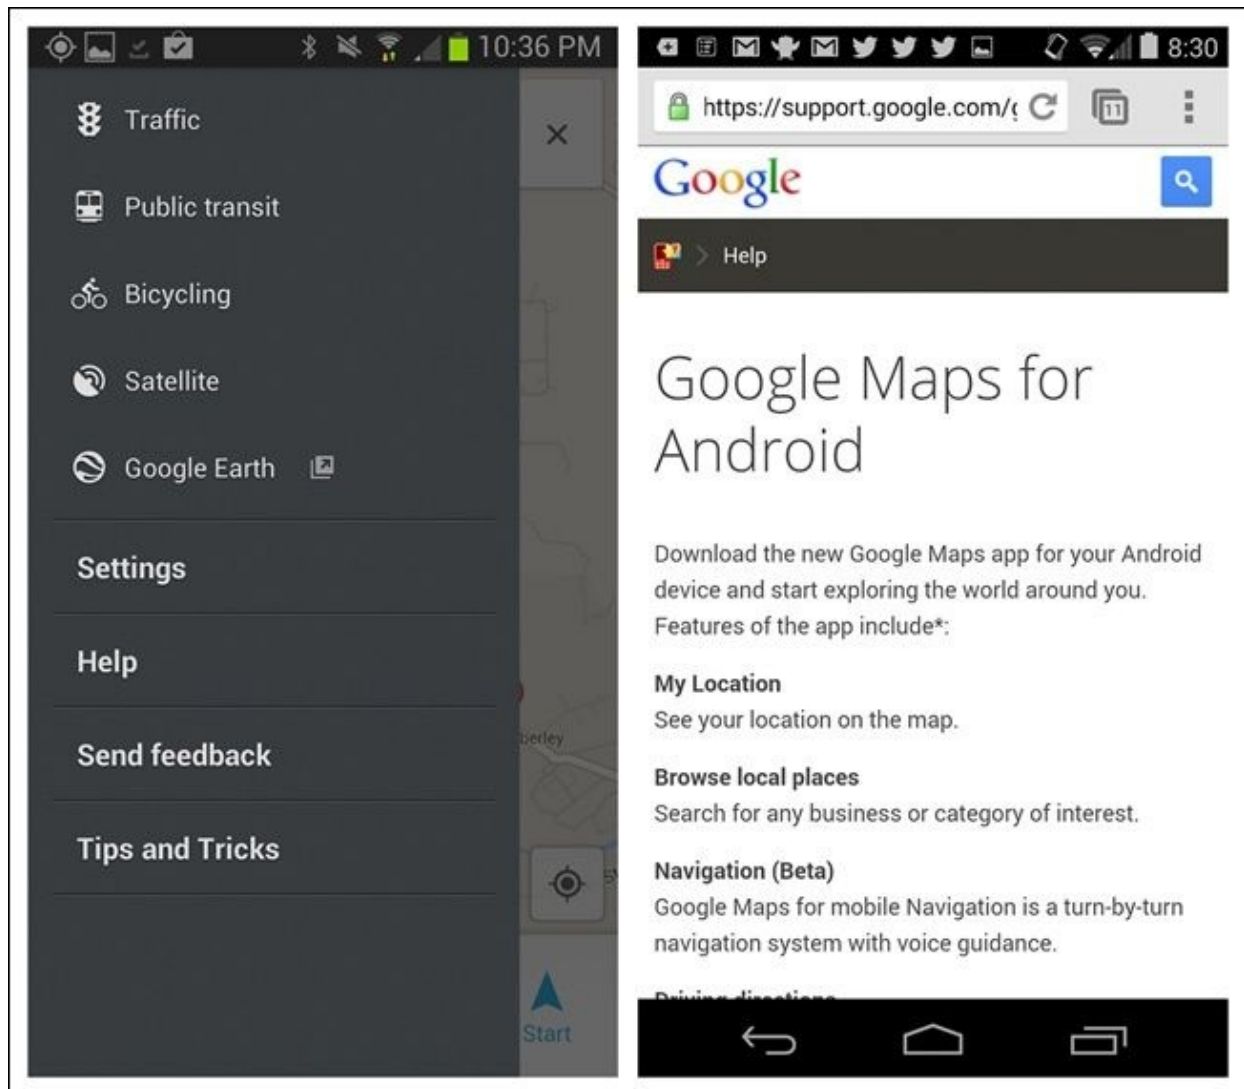 10:36 PM
Traffic
Public transit
Bicycling
Satellite
Google Earth
Settings
Help
Send feedback
Tips and Tricks
berley
Start
8:30
https://support.google.com/
11
Google
Help
Google Maps for
Android
Download the new Google Maps app for your Android
device and start exploring the world around you.
Features of the app include*:
My Location
See your location on the map.
Browse local places
Search for any business or category of interest.
Navigation (Beta)
Google Maps for mobile Navigation is a turn-by-turn
navigation system with voice guidance.
Driving directions